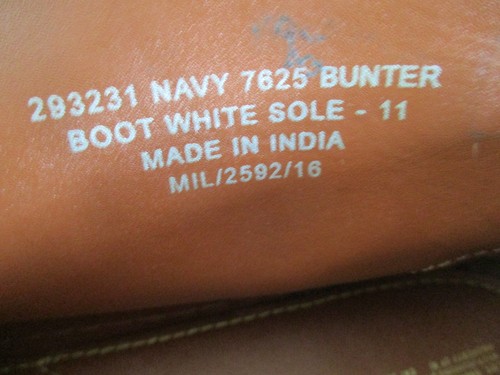 293231 NAVY 7625 BUNTER
BOOT WHITE SOLE - 11
MADE IN INDIA
MIL/2592/16